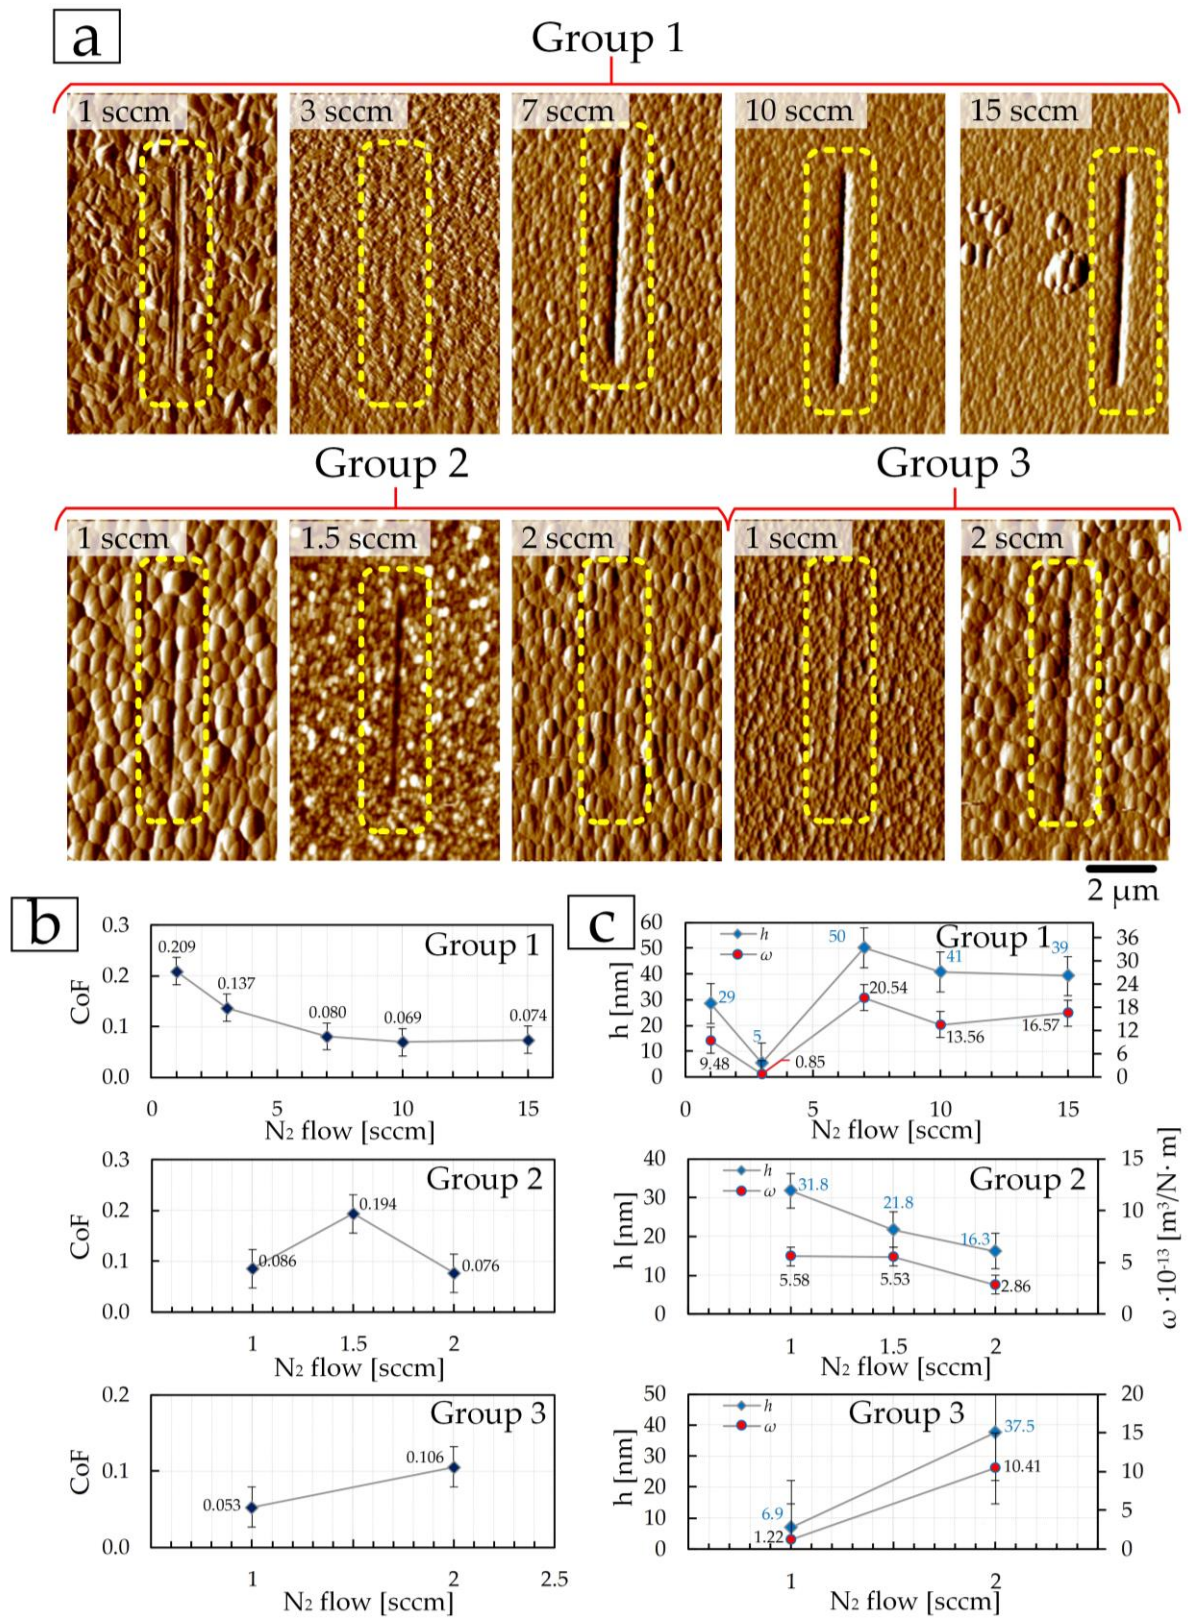 a
Group 1
1 sccm 3 sccm 7 sccm 10 sccm 15 sccm
Group 2 Group 3
1 sccm 1.5 sccm 2 sccm 1 sccm 2 sccm
2 µm
b
Group 1
CoF
0.3
0.2
0.1
0.0
0.209
0.137
0.080
0.069
0.074
0 5 10 15
N₂ flow [sccm]
Group 2
CoF
0.3
0.2
0.1
0.0
0.086
0.194
0.076
1 1.5 2
N₂ flow [sccm]
Group 3
CoF
0.2
0.1
0.0
0.053
0.106
1 2 2.5
N₂ flow [sccm]
c
Group 1
h
ω
h [nm]
60
50
40
30
20
10
0
29
5
50
41
39
9.48
0.85
20.54
13.56
16.57
36
30
24
18
12
6
0
0 5 10 15
N₂ flow [sccm]
Group 2
h
ω
h [nm]
40
30
20
10
0
31.8
21.8
16.3
5.58
5.53
2.86
15
10
5
0
ω ·10⁻¹³ [m³/N· m]
1 1.5 2
N₂ flow [sccm]
Group 3
h
ω
h [nm]
50
40
30
20
10
0
6.9
1.22
37.5
10.41
20
15
10
5
0
1 2
N₂ flow [sccm]